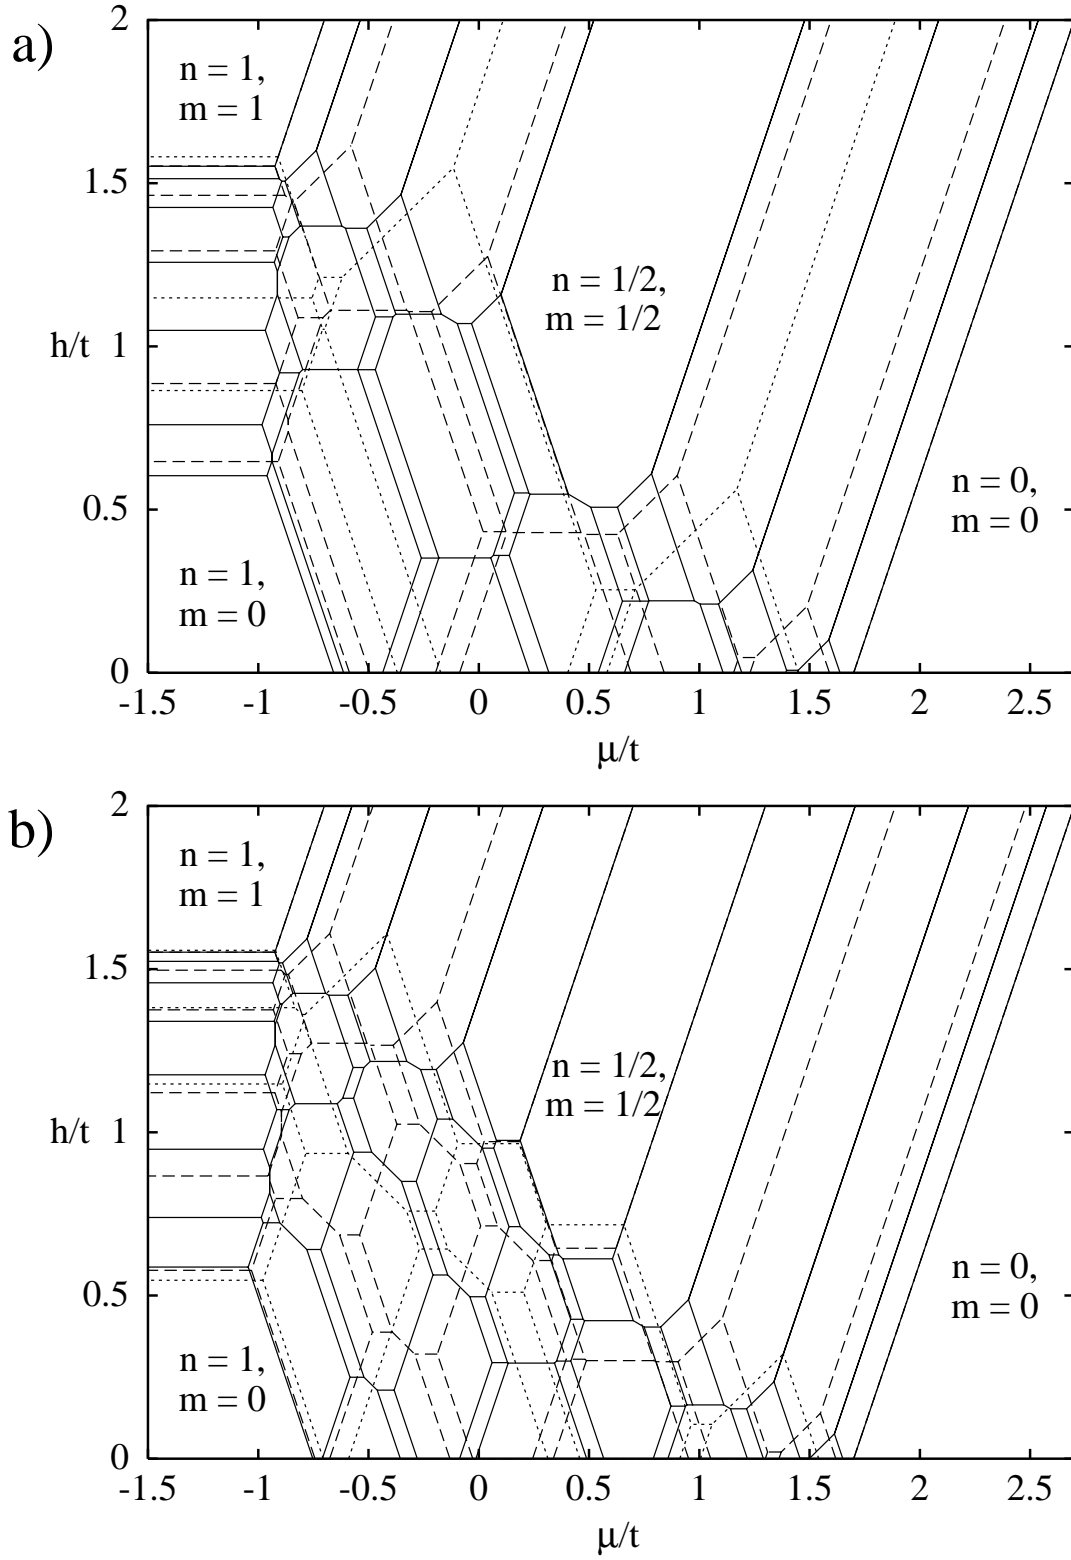 a)
2
n = 1,
m = 1
1.5
n = 1/2,
m = 1/2
h/t 1
n = 0,
m = 0
0.5
n = 1,
m = 0
0
-1.5 -1 -0.5 0 0.5 1 1.5 2 2.5
μ/t
b)
2
n = 1,
m = 1
1.5
n = 1/2,
m = 1/2
h/t 1
n = 0,
m = 0
0.5
n = 1,
m = 0
0
-1.5 -1 -0.5 0 0.5 1 1.5 2 2.5
μ/t